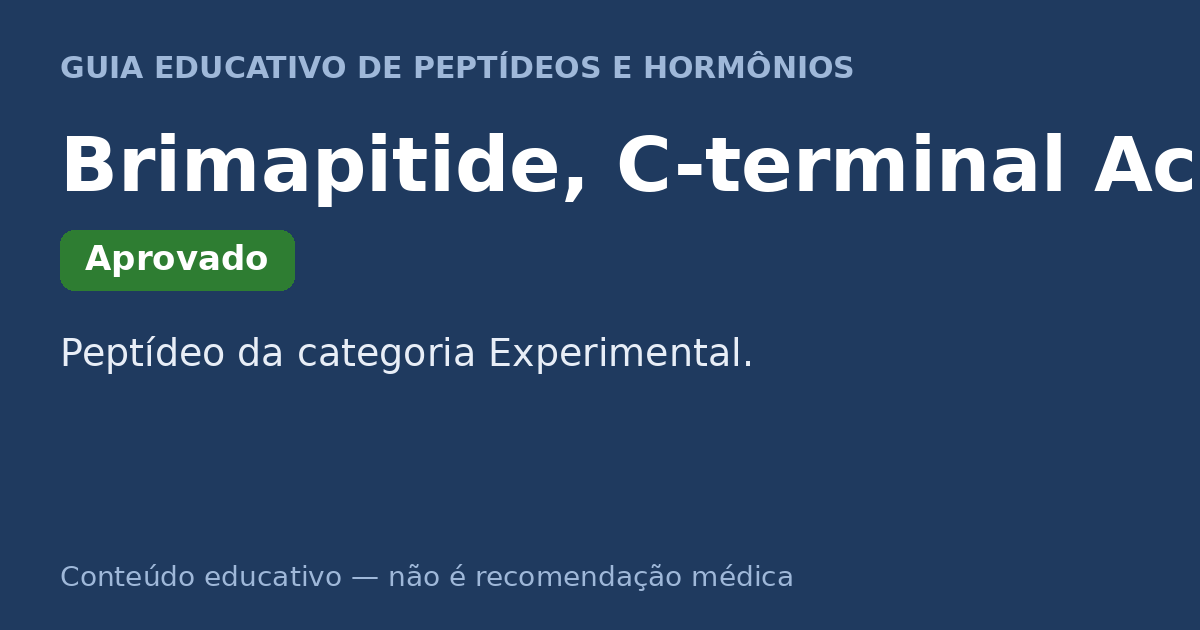 GUIA EDUCATIVO DE PEPTÍDEOS E HORMÔNIOS
Brimapitide, C-terminal Ac
Aprovado
Peptídeo da categoria Experimental.
Conteúdo educativo — não é recomendação médica